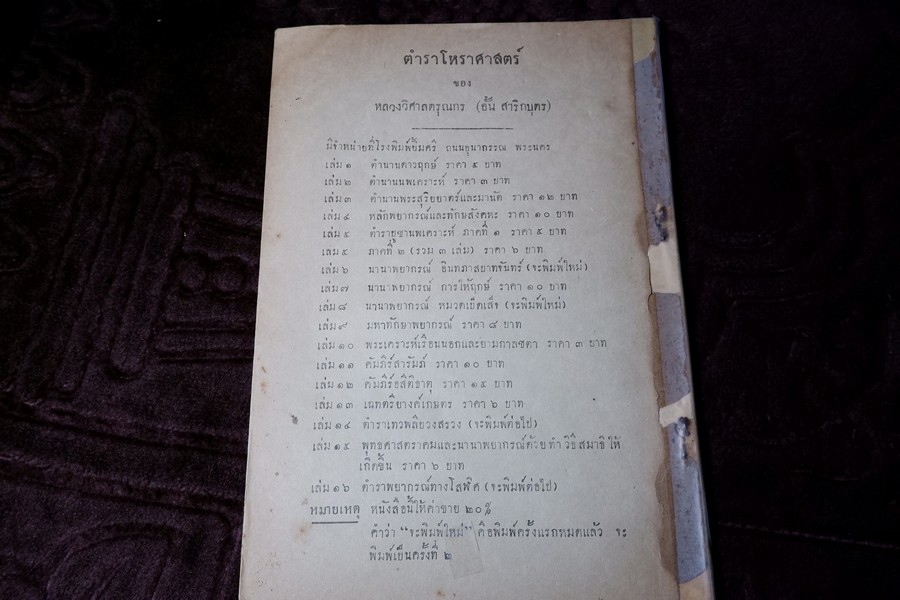 ตำราโหราศาสตร์
ของ
หลวงวิศาลดรุณกร (อั้น สาริกบุตร)
มีจำหน่ายที่โรงพิมพ์ยิ้มศรี ถนนจุนากรรณ พระนคร
เล่ม ๑ ตำนานดาวฤกษ์ ราคา ๕ บาท
เล่ม ๒ ตำนานนพเคราะห์ ราคา ๓ บาท
เล่ม ๓ ตำนานพระสุริยยาตร์และมานัต ราคา ๑๒ บาท
เล่ม ๔ หลักพยากรณ์และทักษสังคหะ ราคา ๑๐ บาท
เล่ม ๕ ตำราชานพเคราะห์ ภาคที่ ๑ ราคา ๕ บาท
เล่ม ๕ ภาคที่ ๒ (รวม ๓ เล่ม) ราคา ๖ บาท
เล่ม ๖ นานาพยากรณ์ อินทภาสบาทจันทร์ (จะพิมพ์ใหม่)
เล่ม ๗ นานาพยากรณ์ การให้ฤกษ์ ราคา ๑๐ บาท
เล่ม ๘ นานาพยากรณ์ หมวดเบ็ดเส็จ (จะพิมพ์ใหม่)
เล่ม ๙ มหาทักษาพยากรณ์ ราคา ๘ บาท
เล่ม ๑๐ พระเคราะห์เรือนนอกและยามกาลชตา ราคา ๓ บาท
เล่ม ๑๑ คัมภีร์สารัมภ์ ราคา ๑๐ บาท
เล่ม ๑๒ คัมภีร์อสีติธาตุ ราคา ๑๕ บาท
เล่ม ๑๓ เนฑตรียางค์เกษตร ราคา ๖ บาท
เล่ม ๑๔ ตำราเทวพลียวงสรวง (จะพิมพ์ต่อไป)
เล่ม ๑๕ พุทธศาสตราคมและนานาพยากรณ์ด้วยทำวิธีสมาธิให้
เกิดขึ้น ราคา ๖ บาท
เล่ม ๑๖ ตำราพยากรณ์ทางโสฬศ (จะพิมพ์ต่อไป)
หมายเหตุ หนังสือนี้ให้ค่าขาย ๒๐%
คำว่า "จะพิมพ์ใหม่" คือพิมพ์ครั้งแรกหมดแล้ว จะ
พิมพ์เป็นครั้งที่ ๒